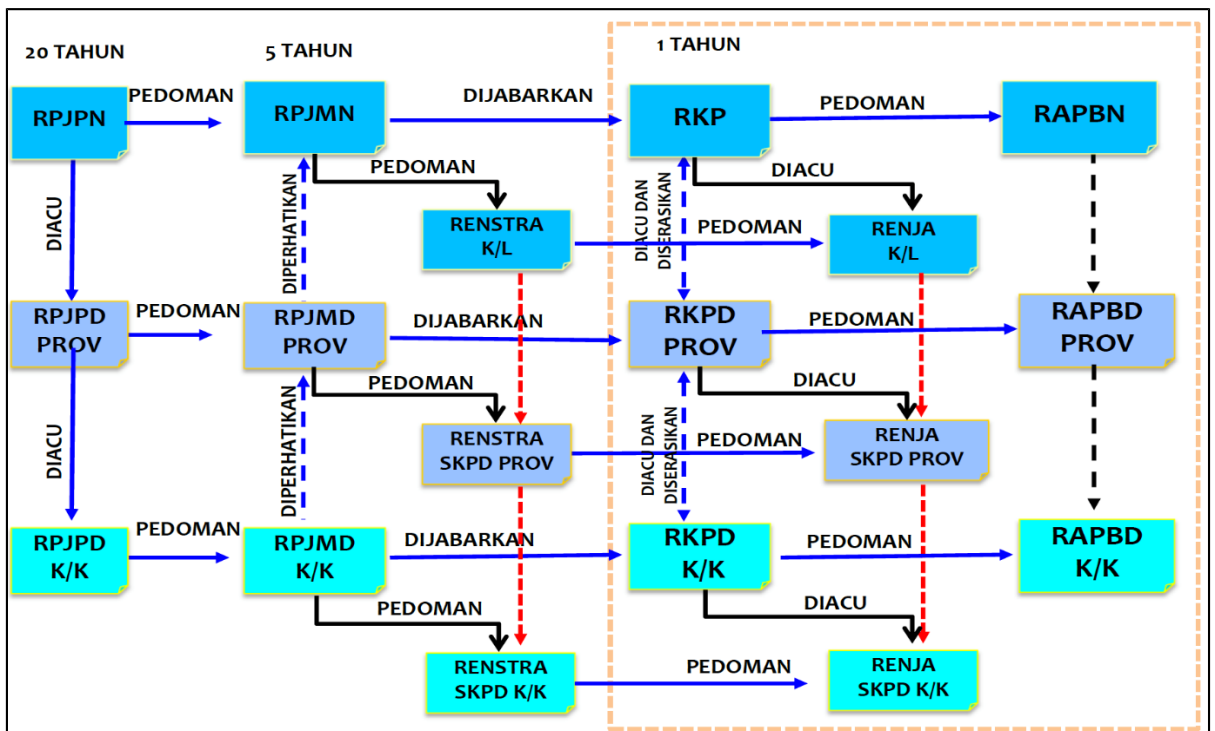 20 TAHUN
5 TAHUN
1 TAHUN
RPJPN
PEDOMAN
RPJMN
DIJABARKAN
RKP
PEDOMAN
RAPBN
DIACU
DIPERHATIKAN
PEDOMAN
RENSTRA
K/L
PEDOMAN
DIACU DAN
DISERASIKAN
DIACU
RENJA
K/L
RPJPD
PROV
PEDOMAN
RPJMD
PROV
DIJABARKAN
RKPD
PROV
PEDOMAN
RAPBD
PROV
DIACU
DIPERHATIKAN
PEDOMAN
RENSTRA
SKPD PROV
PEDOMAN
DIACU DAN
DISERASIKAN
DIACU
RENJA
SKPD PROV
RPJPD
K/K
PEDOMAN
RPJMD
K/K
DIJABARKAN
RKPD
K/K
PEDOMAN
RAPBD
K/K
PEDOMAN
RENSTRA
SKPD K/K
PEDOMAN
DIACU
RENJA
SKPD K/K